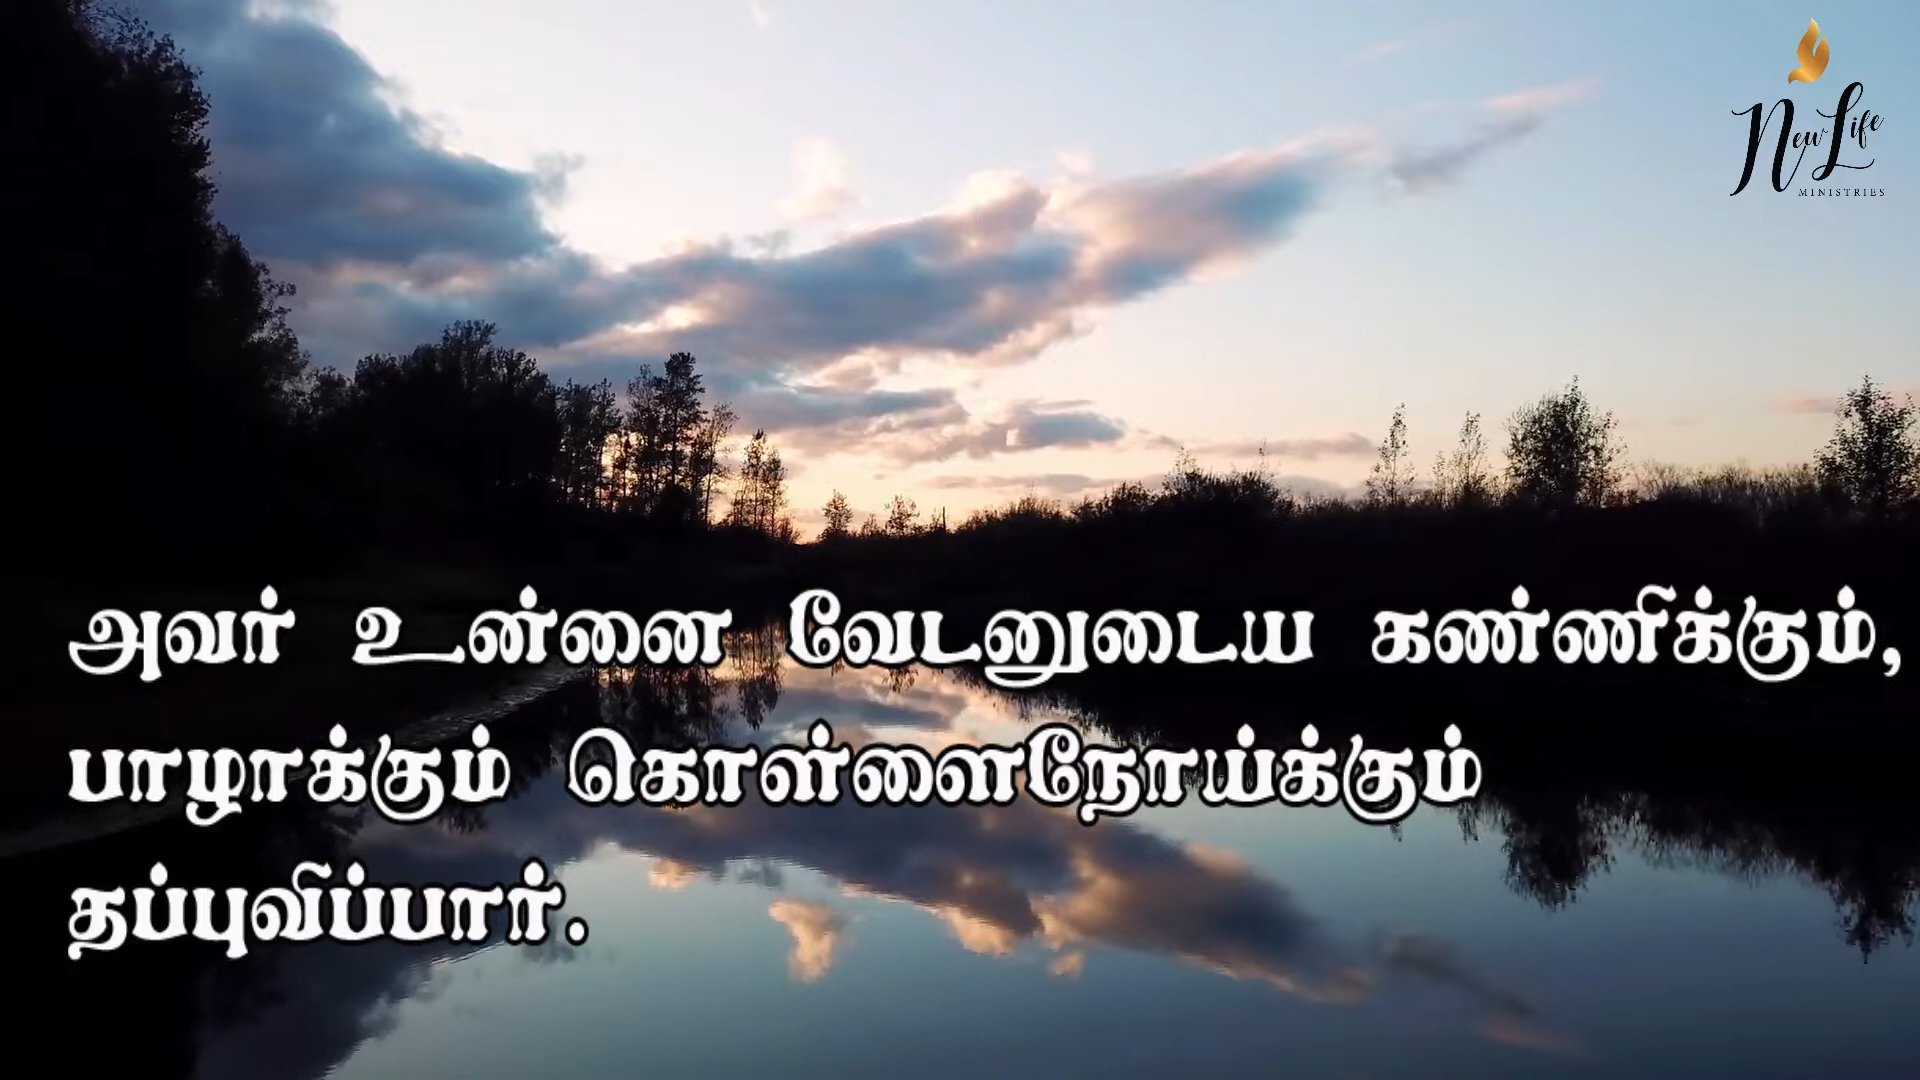 New Life
MINISTRIES
அவர் உன்னை வேடனுடைய கண்ணிக்கும்,
பாழாக்கும் கொள்ளைநோய்க்கும்
தப்புவிப்பார்.